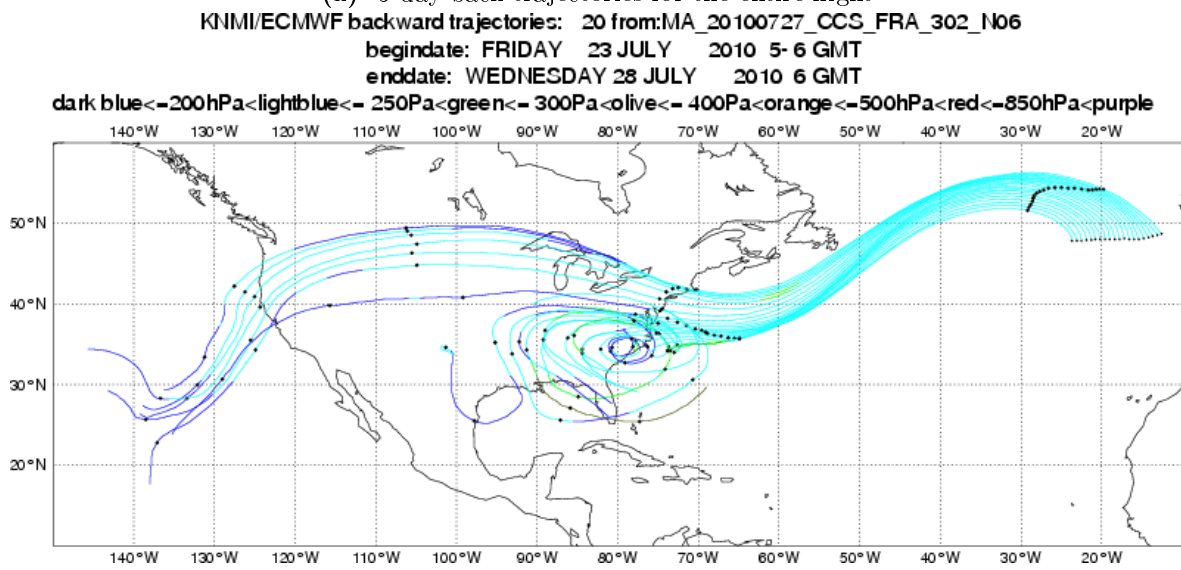 KNMI/ECMWF backward trajectories: 20 from:MA_20100727_CCS_FRA_302_N06
begindate: FRIDAY 23 JULY 2010 5- 6 GMT
enddate: WEDNESDAY 28 JULY 2010 6 GMT
dark blue<=200hPa<lightblue<= 250Pa<green<= 300Pa<olive<= 400Pa<orange<=500hPa<red<=850hPa<purple
140°W 130°W 120°W 110°W 100°W 90°W 80°W 70°W 60°W 50°W 40°W 30°W 20°W
50°N
40°N
30°N
20°N
140°W 130°W 120°W 110°W 100°W 90°W 80°W 70°W 60°W 50°W 40°W 30°W 20°W